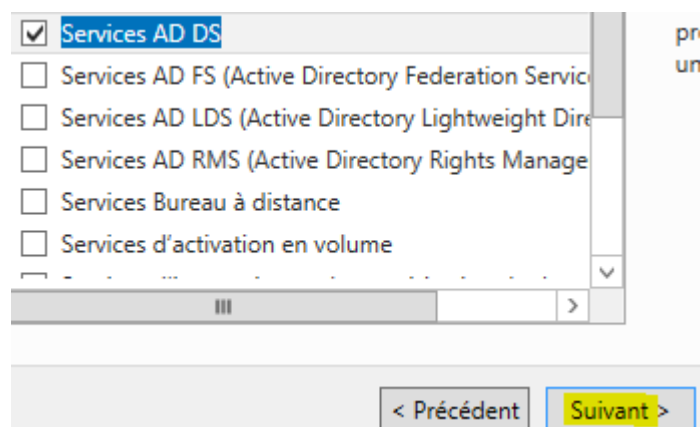 Services AD DS
pr
Services AD FS (Active Directory Federation Servic
un
Services AD LDS (Active Directory Lightweight Dire
Services AD RMS (Active Directory Rights Manage
Services Bureau à distance
Services d'activation en volume
< Précédent
Suivant >